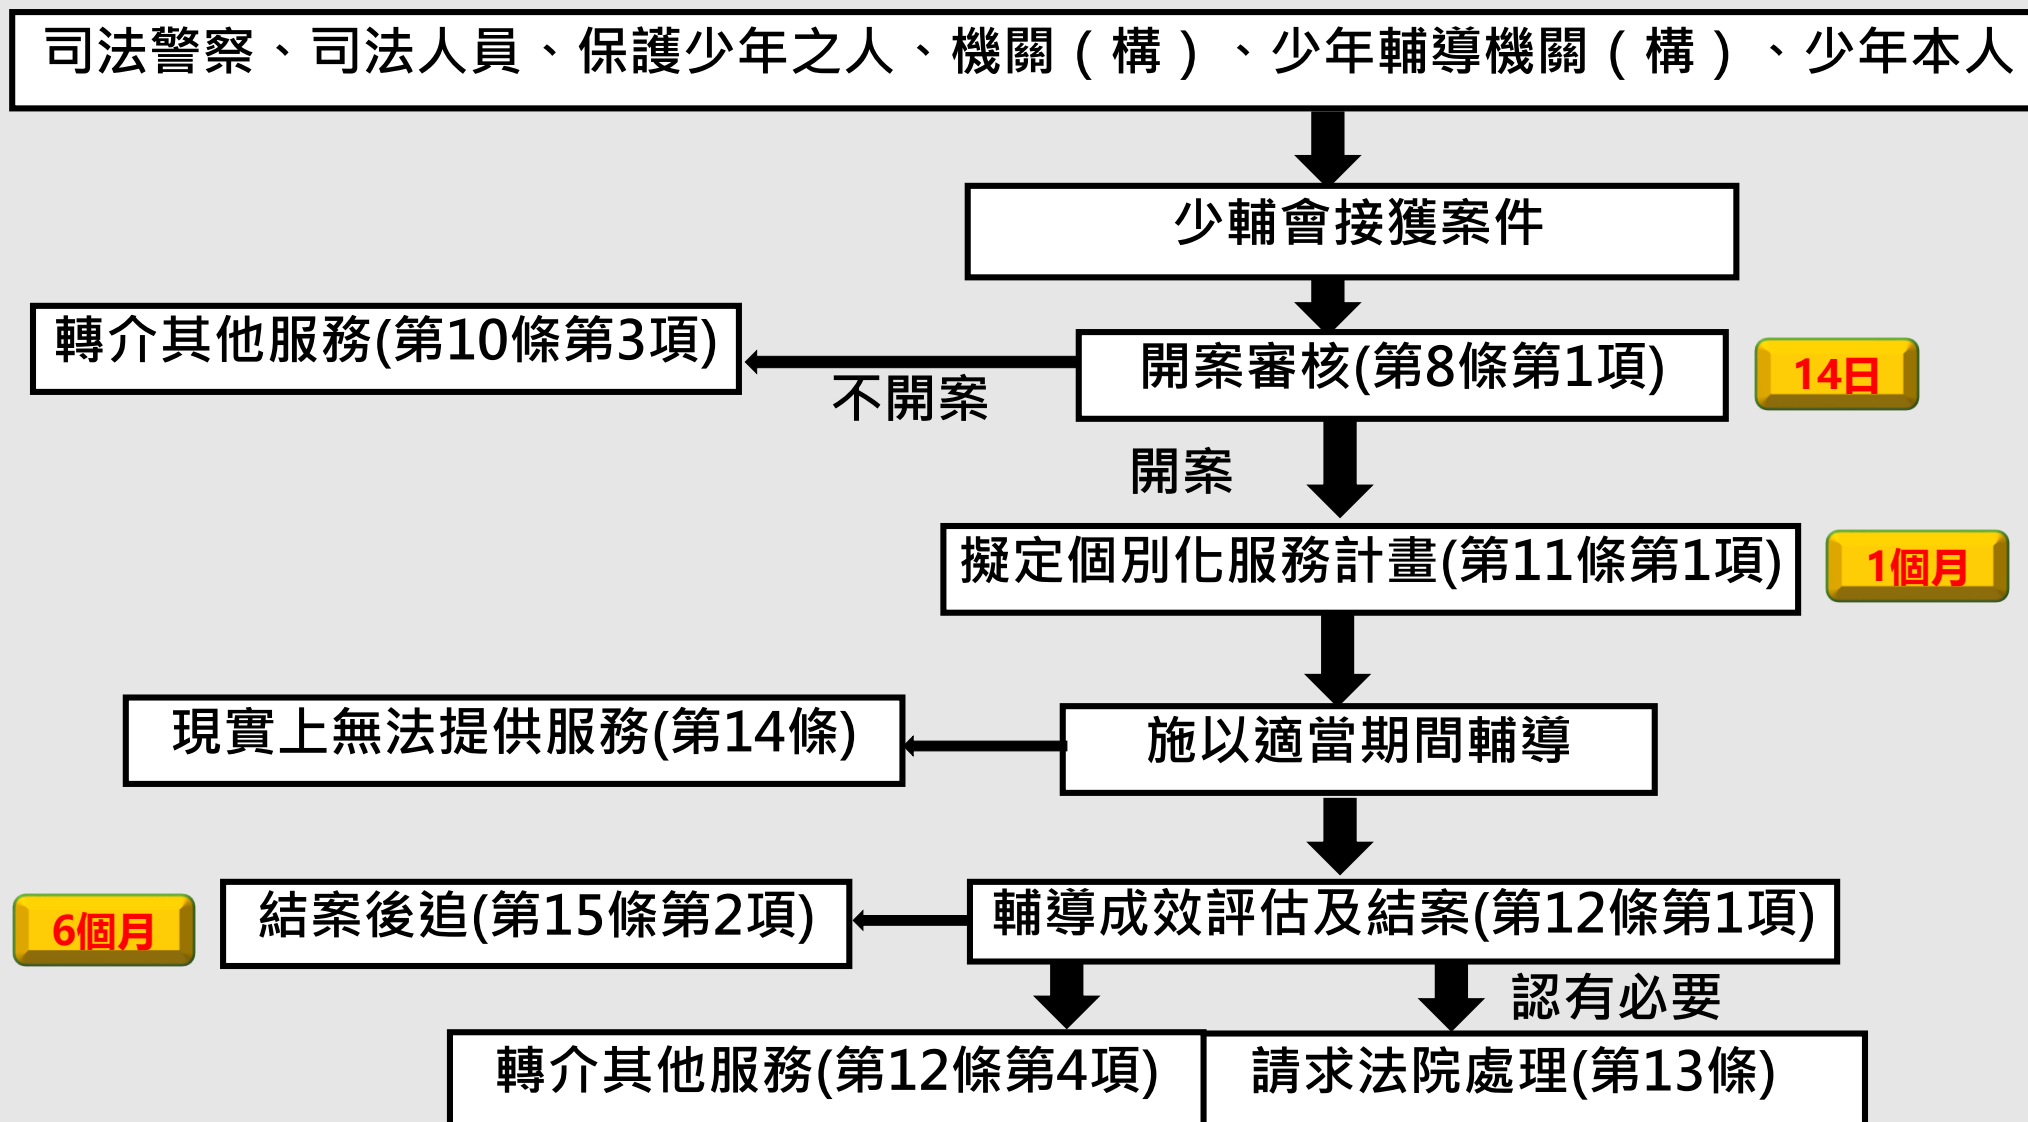 司法警察、司法人員、保護少年之人、機關（構）、少年輔導機關（構）、少年本人
少輔會接獲案件
轉介其他服務(第10條第3項)
開案審核(第8條第1項)
14日
不開案
開案
擬定個別化服務計畫(第11條第1項)
1個月
現實上無法提供服務(第14條)
施以適當期間輔導
6個月
結案後追(第15條第2項)
輔導成效評估及結案(第12條第1項)
認有必要
轉介其他服務(第12條第4項)
請求法院處理(第13條)